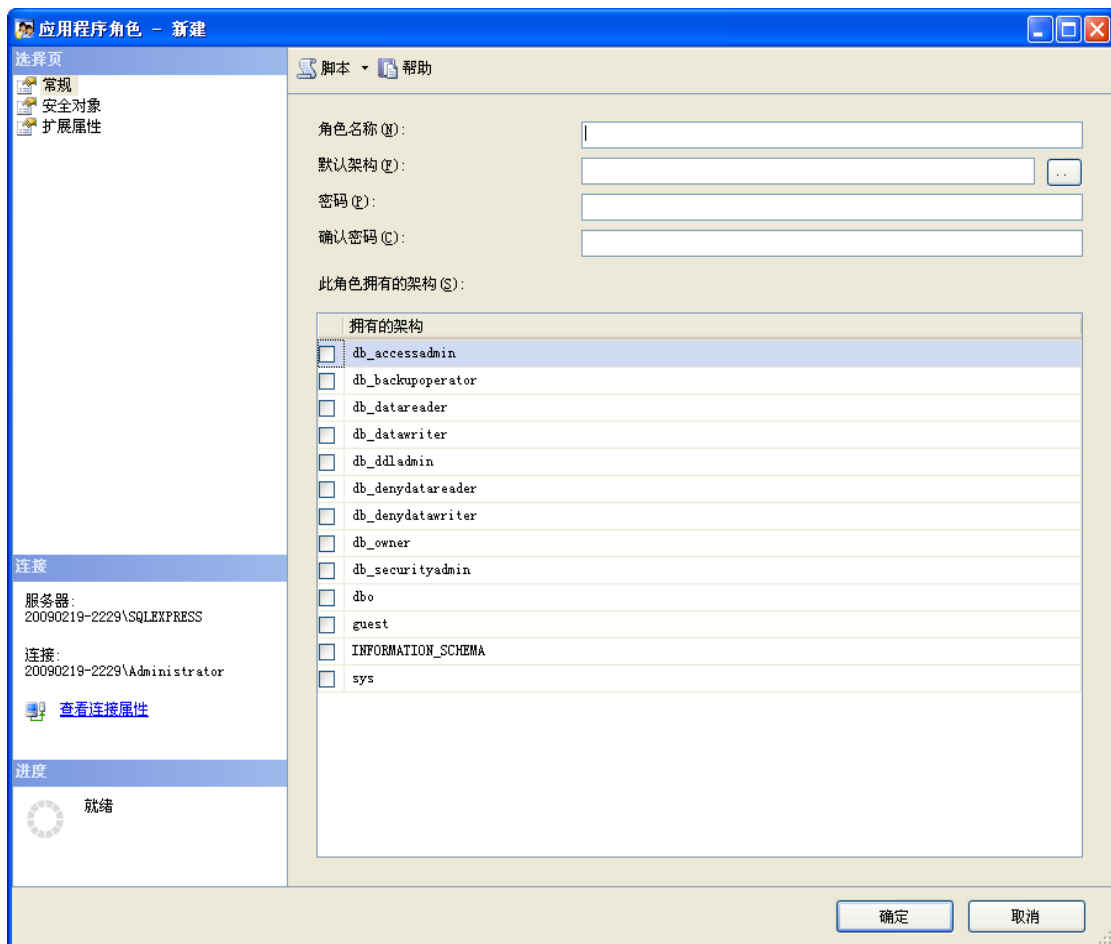 应用程序角色 - 新建
选择页
常规
安全对象
扩展属性
脚本 帮助
角色名称(N):
默认架构(F):
..
密码(P):
确认密码(C):
此角色拥有的架构(S):
拥有的架构
db_accessadmin
db_backupoperator
db_datareader
db_datawriter
db_ddladmin
db_denydatareader
db_denydatawriter
db_owner
db_securityadmin
dbo
guest
INFORMATION_SCHEMA
sys
连接
服务器:
20090219-2229\SQLEXPRESS
连接:
20090219-2229\Administrator
查看连接属性
进度
就绪
确定 取消